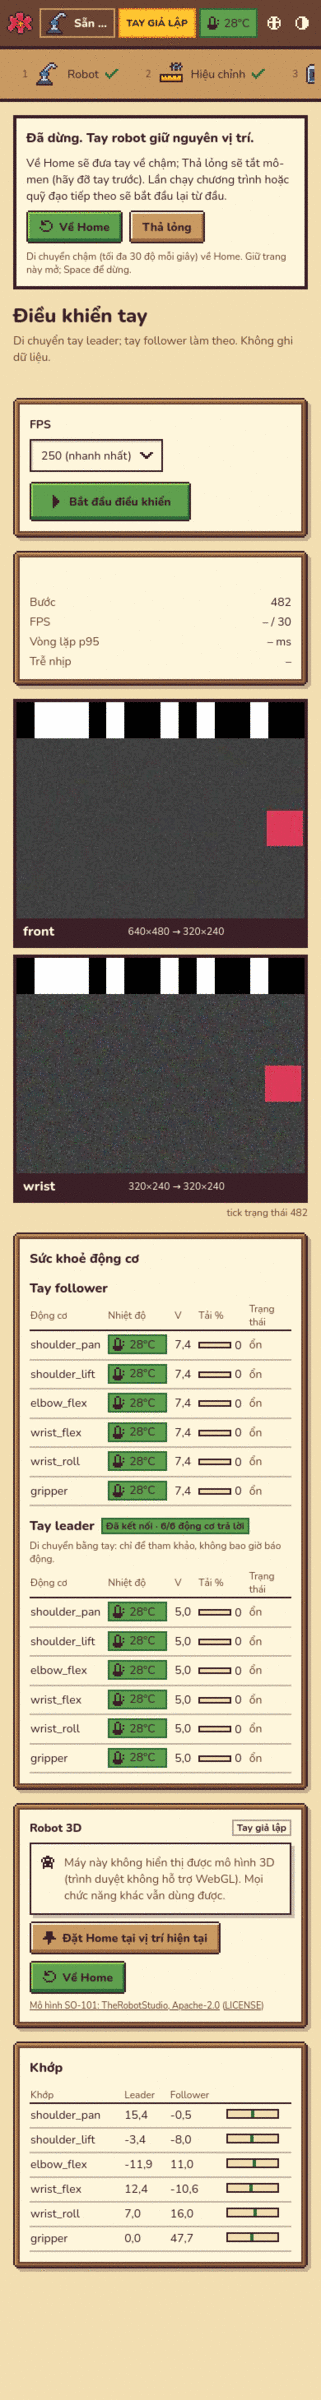 Sẵn ...
TAY GIẢ LẬP
28°C
1 Robot
2 Hiệu chỉnh
3
Đã dừng. Tay robot giữ nguyên vị trí.
Về Home sẽ đưa tay về chậm; Thả lỏng sẽ tắt mô-
men (hãy đỡ tay trước). Lần chạy chương trình hoặc
quỹ đạo tiếp theo sẽ bắt đầu lại từ đầu.
Về Home
Thả lỏng
Di chuyển chậm (tối đa 30 độ mỗi giây) về Home. Giữ trang
này mở; Space để dừng.
Điều khiển tay
Di chuyển tay leader; tay follower làm theo. Không ghi
dữ liệu.
FPS
250 (nhanh nhất)
Bắt đầu điều khiển
Bước 482
FPS – / 30
Vòng lặp p95 – ms
Trễ nhịp –
front 640×480 → 320×240
wrist 320×240 → 320×240
tick trạng thái 482
Sức khoẻ động cơ
Tay follower
Động cơ Nhiệt độ V Tải % Trạng
thái
shoulder_pan 28°C 7,4 0 ổn
shoulder_lift 28°C 7,4 0 ổn
elbow_flex 28°C 7,4 0 ổn
wrist_flex 28°C 7,4 0 ổn
wrist_roll 28°C 7,4 0 ổn
gripper 28°C 7,4 0 ổn
Tay leader Đã kết nối · 6/6 động cơ trả lời
Di chuyển bằng tay: chỉ để tham khảo, không bao giờ báo
động.
Động cơ Nhiệt độ V Tải % Trạng
thái
shoulder_pan 28°C 5,0 0 ổn
shoulder_lift 28°C 5,0 0 ổn
elbow_flex 28°C 5,0 0 ổn
wrist_flex 28°C 5,0 0 ổn
wrist_roll 28°C 5,0 0 ổn
gripper 28°C 5,0 0 ổn
Robot 3D Tay giả lập
Máy này không hiển thị được mô hình 3D
(trình duyệt không hỗ trợ WebGL). Mọi
chức năng khác vẫn dùng được.
Đặt Home tại vị trí hiện tại
Về Home
Mô hình SO-101: TheRobotStudio, Apache-2.0 (LICENSE)
Khớp
Khớp Leader Follower
shoulder_pan 15,4 -0,5
shoulder_lift -3,4 -8,0
elbow_flex -11,9 11,0
wrist_flex 12,4 -10,6
wrist_roll 7,0 16,0
gripper 0,0 47,7